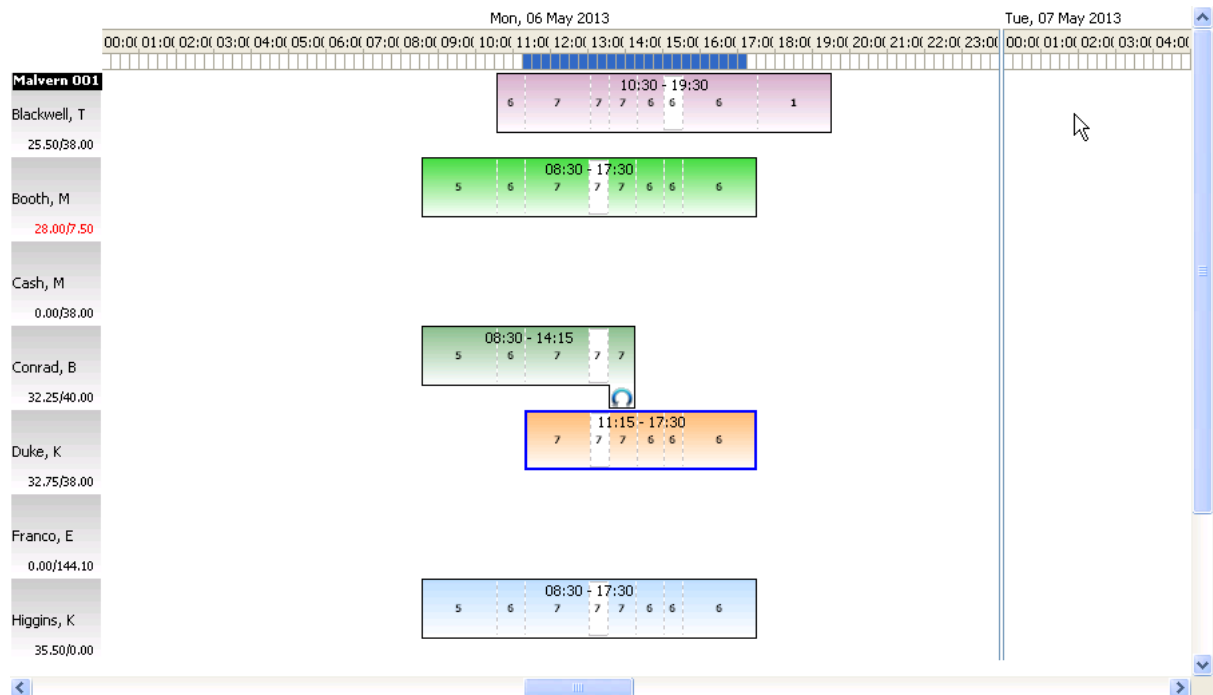 Mon, 06 May 2013 Tue, 07 May 2013
00:0( 01:0( 02:0( 03:0( 04:0( 05:0( 06:0( 07:0( 08:0( 09:0( 10:0( 11:0( 12:0( 13:0( 14:0( 15:0( 16:0( 17:0( 18:0( 19:0( 20:0( 21:0( 22:0( 23:0( 00:0( 01:0( 02:0( 03:0( 04:0(
Malvern 001
10:30 - 19:30
6 7 7 7 6 6 6 1
Blackwell, T
25.50/38.00
08:30 - 17:30
5 6 7 7 7 6 6 6
Booth, M
28.00/7.50
Cash, M
0.00/38.00
08:30 - 14:15
5 6 7 7 7
Conrad, B
32.25/40.00
11:15 - 17:30
7 7 7 6 6 6
Duke, K
32.75/38.00
Franco, E
0.00/144.10
08:30 - 17:30
5 6 7 7 7 6 6 6
Higgins, K
35.50/0.00